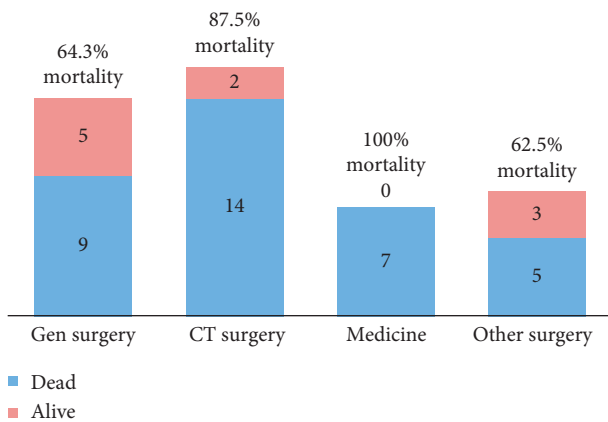 87.5%
mortality
64.3%
mortality
2
5
100%
mortality
0
62.5%
mortality
3
14
9
7
5
Gen surgery
CT surgery
Medicine
Other surgery
Dead
Alive